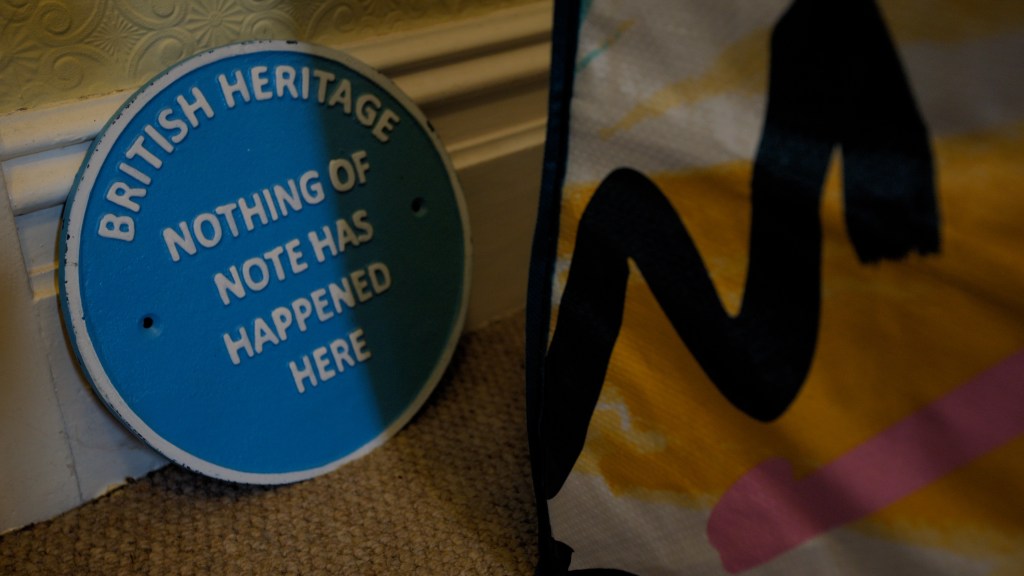 BRITISH HERITAGE
NOTHING OF
NOTE HAS
HAPPENED
HERE